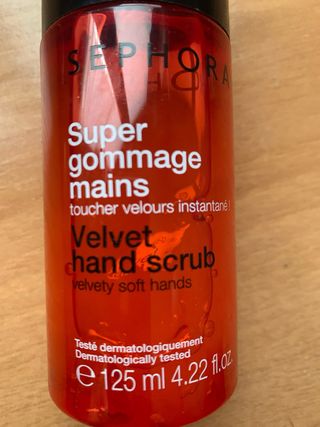 SEPHORA
Super
gommage
mains
toucher velours instantané !
Velvet
hand scrub
velvety soft hands
Testé dermatologiquement
Dermatologically tested
e 125 ml 4.22 fl.oz.